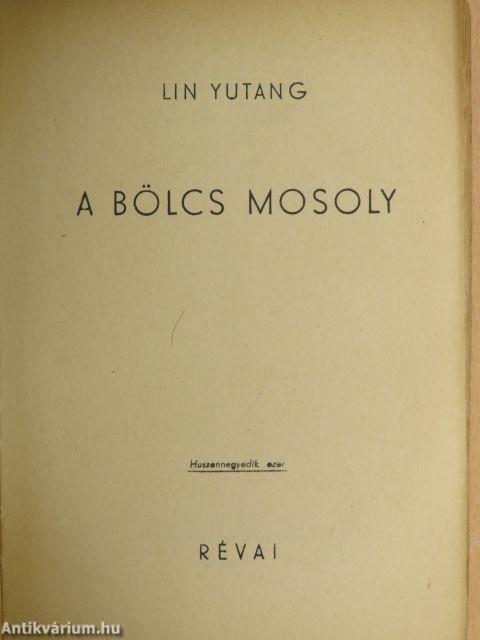 LIN YUTANG
A BÖLCS MOSOLY
Huszonnegyedik ezer
RÉVAI
Antikvárium.hu